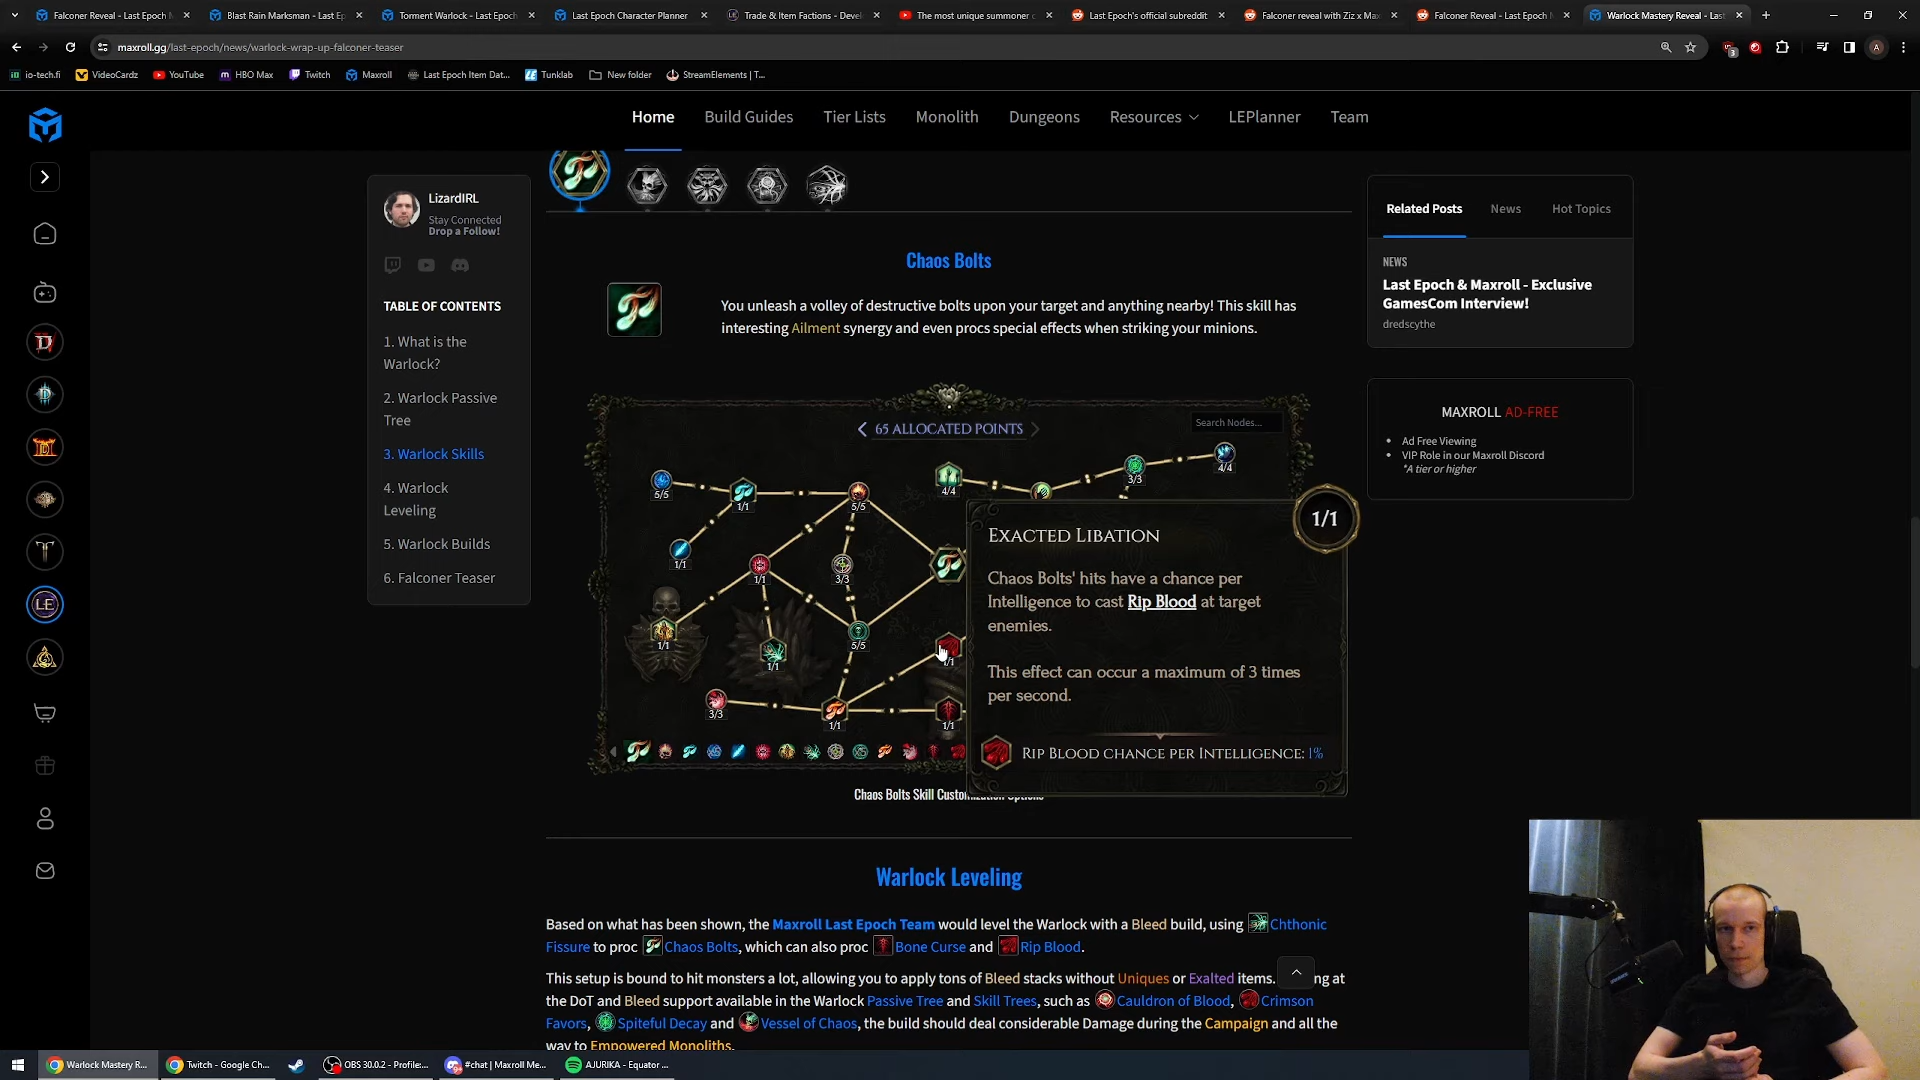 Falconer Reveal - Last Epoch
Blast Rain Marksman - Last Ep
Torment Warlock - Last Epoch
Last Epoch Character Planner
Trade & Item Factions - Deve
The most unique summoner
Last Epoch's official subreddit
Falconer reveal with Ziz x Max
Falconer Reveal - Last Epoch
Warlock Mastery Reveal - Las
maxroll.gg/last-epoch/news/warlock-wrap-up-falconer-teaser
io-tech.fi
VideoCardz
YouTube
HBO Max
Twitch
Maxroll
Last Epoch Item Dat...
Tunklab
New folder
StreamElements | T...
Home
Build Guides
Tier Lists
Monolith
Dungeons
Resources
LEPlanner
Team
LizardIRL
Stay Connected
Drop a Follow!
TABLE OF CONTENTS
1. What is the
Warlock?
2. Warlock Passive
Tree
3. Warlock Skills
4. Warlock
Leveling
5. Warlock Builds
6. Falconer Teaser
Chaos Bolts
You unleash a volley of destructive bolts upon your target and anything nearby! This skill has
interesting Ailment synergy and even procs special effects when striking your minions.
65 ALLOCATED POINTS
Search Nodes...
5/5
1/1
5/5
4/4
3/3
4/4
1/1
1/1
3/3
1/1
1/1
5/5
1/1
3/3
1/1
1/1
1/1
EXACTED LIBATION
Chaos Bolts' hits have a chance per
Intelligence to cast Rip Blood at target
enemies.
This effect can occur a maximum of 3 times
per second.
RIP BLOOD CHANCE PER INTELLIGENCE: 1%
Chaos Bolts Skill Customization Options
Warlock Leveling
Based on what has been shown, the Maxroll Last Epoch Team would level the Warlock with a Bleed build, using Chthonic
Fissure to proc Chaos Bolts, which can also proc Bone Curse and Rip Blood.
This setup is bound to hit monsters a lot, allowing you to apply tons of Bleed stacks without Uniques or Exalted items. ng at
the DoT and Bleed support available in the Warlock Passive Tree and Skill Trees, such as Cauldron of Blood, Crimson
Favors, Spiteful Decay and Vessel of Chaos, the build should deal considerable Damage during the Campaign and all the
way to Empowered Monoliths.
Related Posts
News
Hot Topics
NEWS
Last Epoch & Maxroll - Exclusive
GamesCom Interview!
dredscythe
MAXROLL AD-FREE
• Ad Free Viewing
• VIP Role in our Maxroll Discord
*A tier or higher
LE
3
A
Warlock Mastery R...
Twitch - Google Ch...
OBS 30.0.2 - Profile:...
#chat | Maxroll Me...
AJURIKA - Equator ...